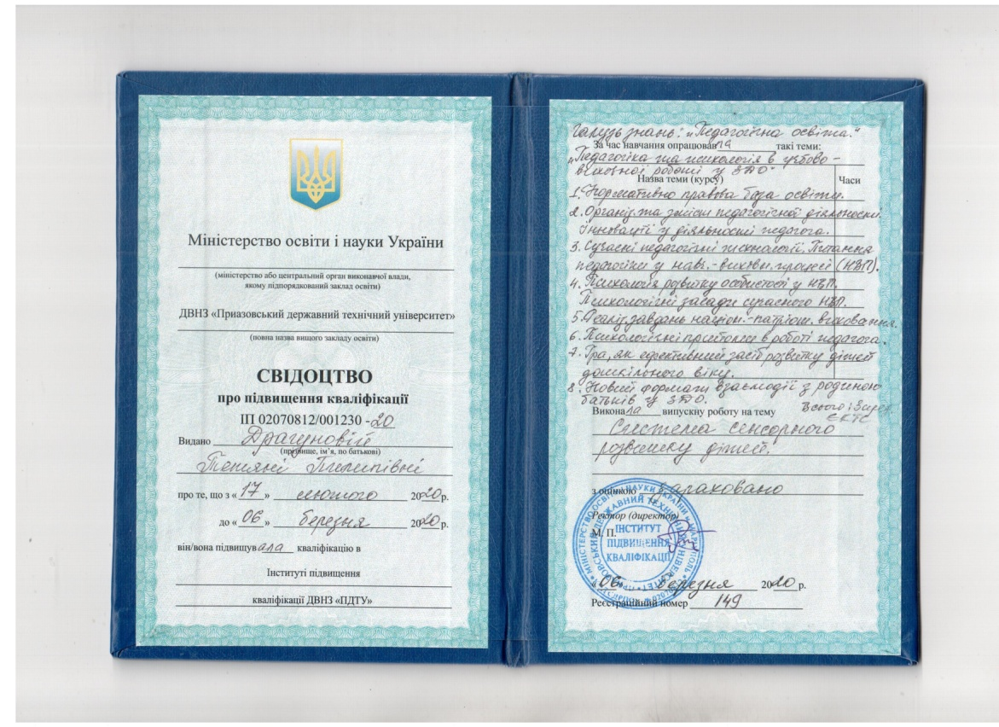 Міністерство освіти і науки України
(міністерство або центральний орган виконавчої влади,
якому підпорядкований заклад освіти)
ДВНЗ «Приазовський державний технічний університет»
(повна назва вищого закладу освіти)
СВІДОЦТВО
про підвищення кваліфікації
ІП 02070812/001230 -20
Видано Драгуновій
(прізвище, ім'я, по батькові)
Тетяні Пилипівні
про те, що з « 17 » лютого 2020 р.
до « 06 » березня 2020 р.
він/вона підвищувала кваліфікацію в
Інституті підвищення
кваліфікації ДВНЗ «ПДТУ»
Галузь знань: „Педагогічна освіта."
За час навчання опрацювала такі теми:
„Педагогіка та психологія в учбово-
виховної роботі у ЗДО"
Назва теми (курсу) Часи
1. Нормативно правова база освіти.
2. Організ. та зміст педагогічної діяльності.
Інновації у діяльності педагога.
3. Сучасні педагогічні технології. Питання
педагогіки у навч.-виховн. процесі (НВП).
4. Психологія розвитку особистості у НВП.
Психологічні засади сучасного НВП.
5. Реаліз. завдань націон.-патріот. виховання.
6. Психологічні прийоми в роботі педагога.
7. Гра, як ефективний засіб розвитку дітей
дошкільного віку.
8. Новий формат взаємодії з родиною
батьків у ЗДО.
Виконала випускну роботу на тему
Всього: 3
ЄКТС
Система сенсорного
розвитку дітей.
з оцінкою Зараховано
Ректор (директор)
М. П.
ІНСТИТУТ
ПІДВИЩЕННЯ
КВАЛІФІКАЦІЇ
« 06 » березня 2020 р.
Реєстраційний номер 149